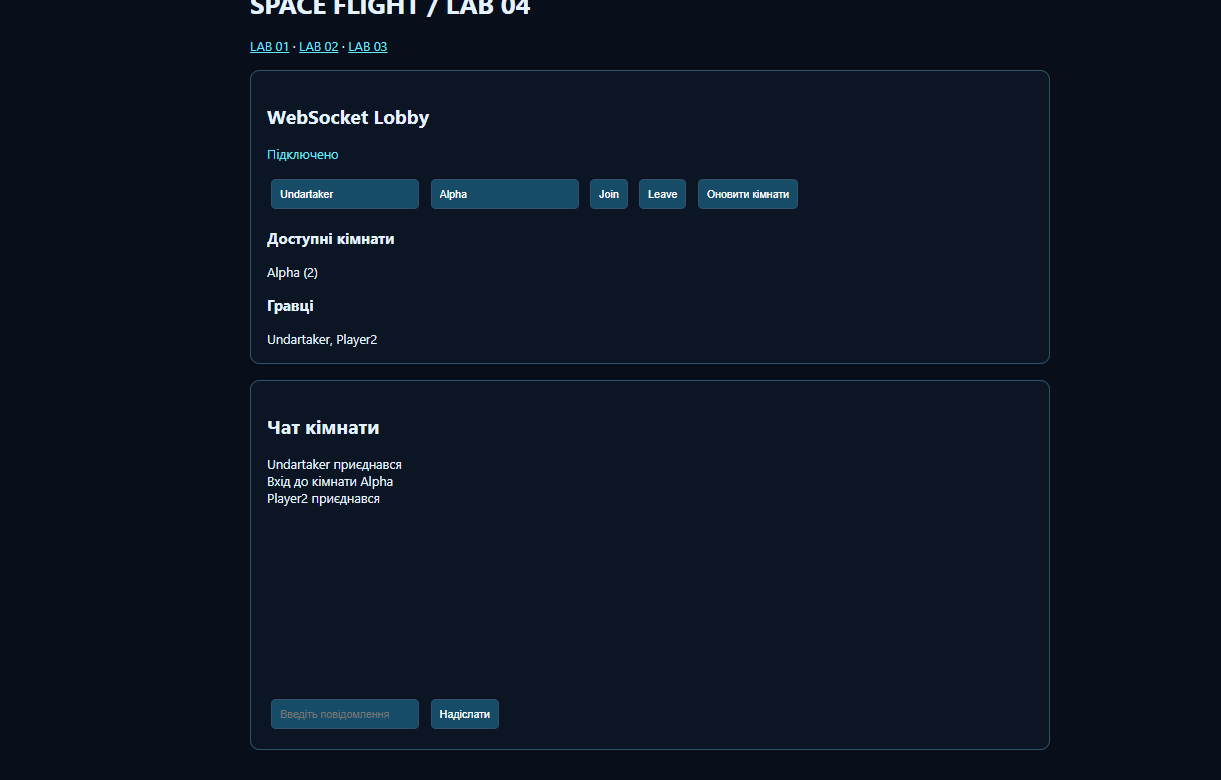 SPACE FLIGHT / LAB 04
LAB 01 · LAB 02 · LAB 03
WebSocket Lobby
Підключено
Undartaker Alpha Join Leave Оновити кімнати
Доступні кімнати
Alpha (2)
Гравці
Undartaker, Player2
Чат кімнати
Undartaker приєднався
Вхід до кімнати Alpha
Player2 приєднався
Введіть повідомлення Надіслати